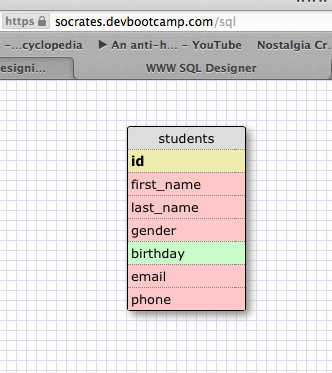 https socrates.devbootcamp.com/sql
–...cyclopedia ▶ An anti-h... – YouTube Nostalgia Cr.
esigni... WWW SQL Designer
students
id
first_name
last_name
gender
birthday
email
phone